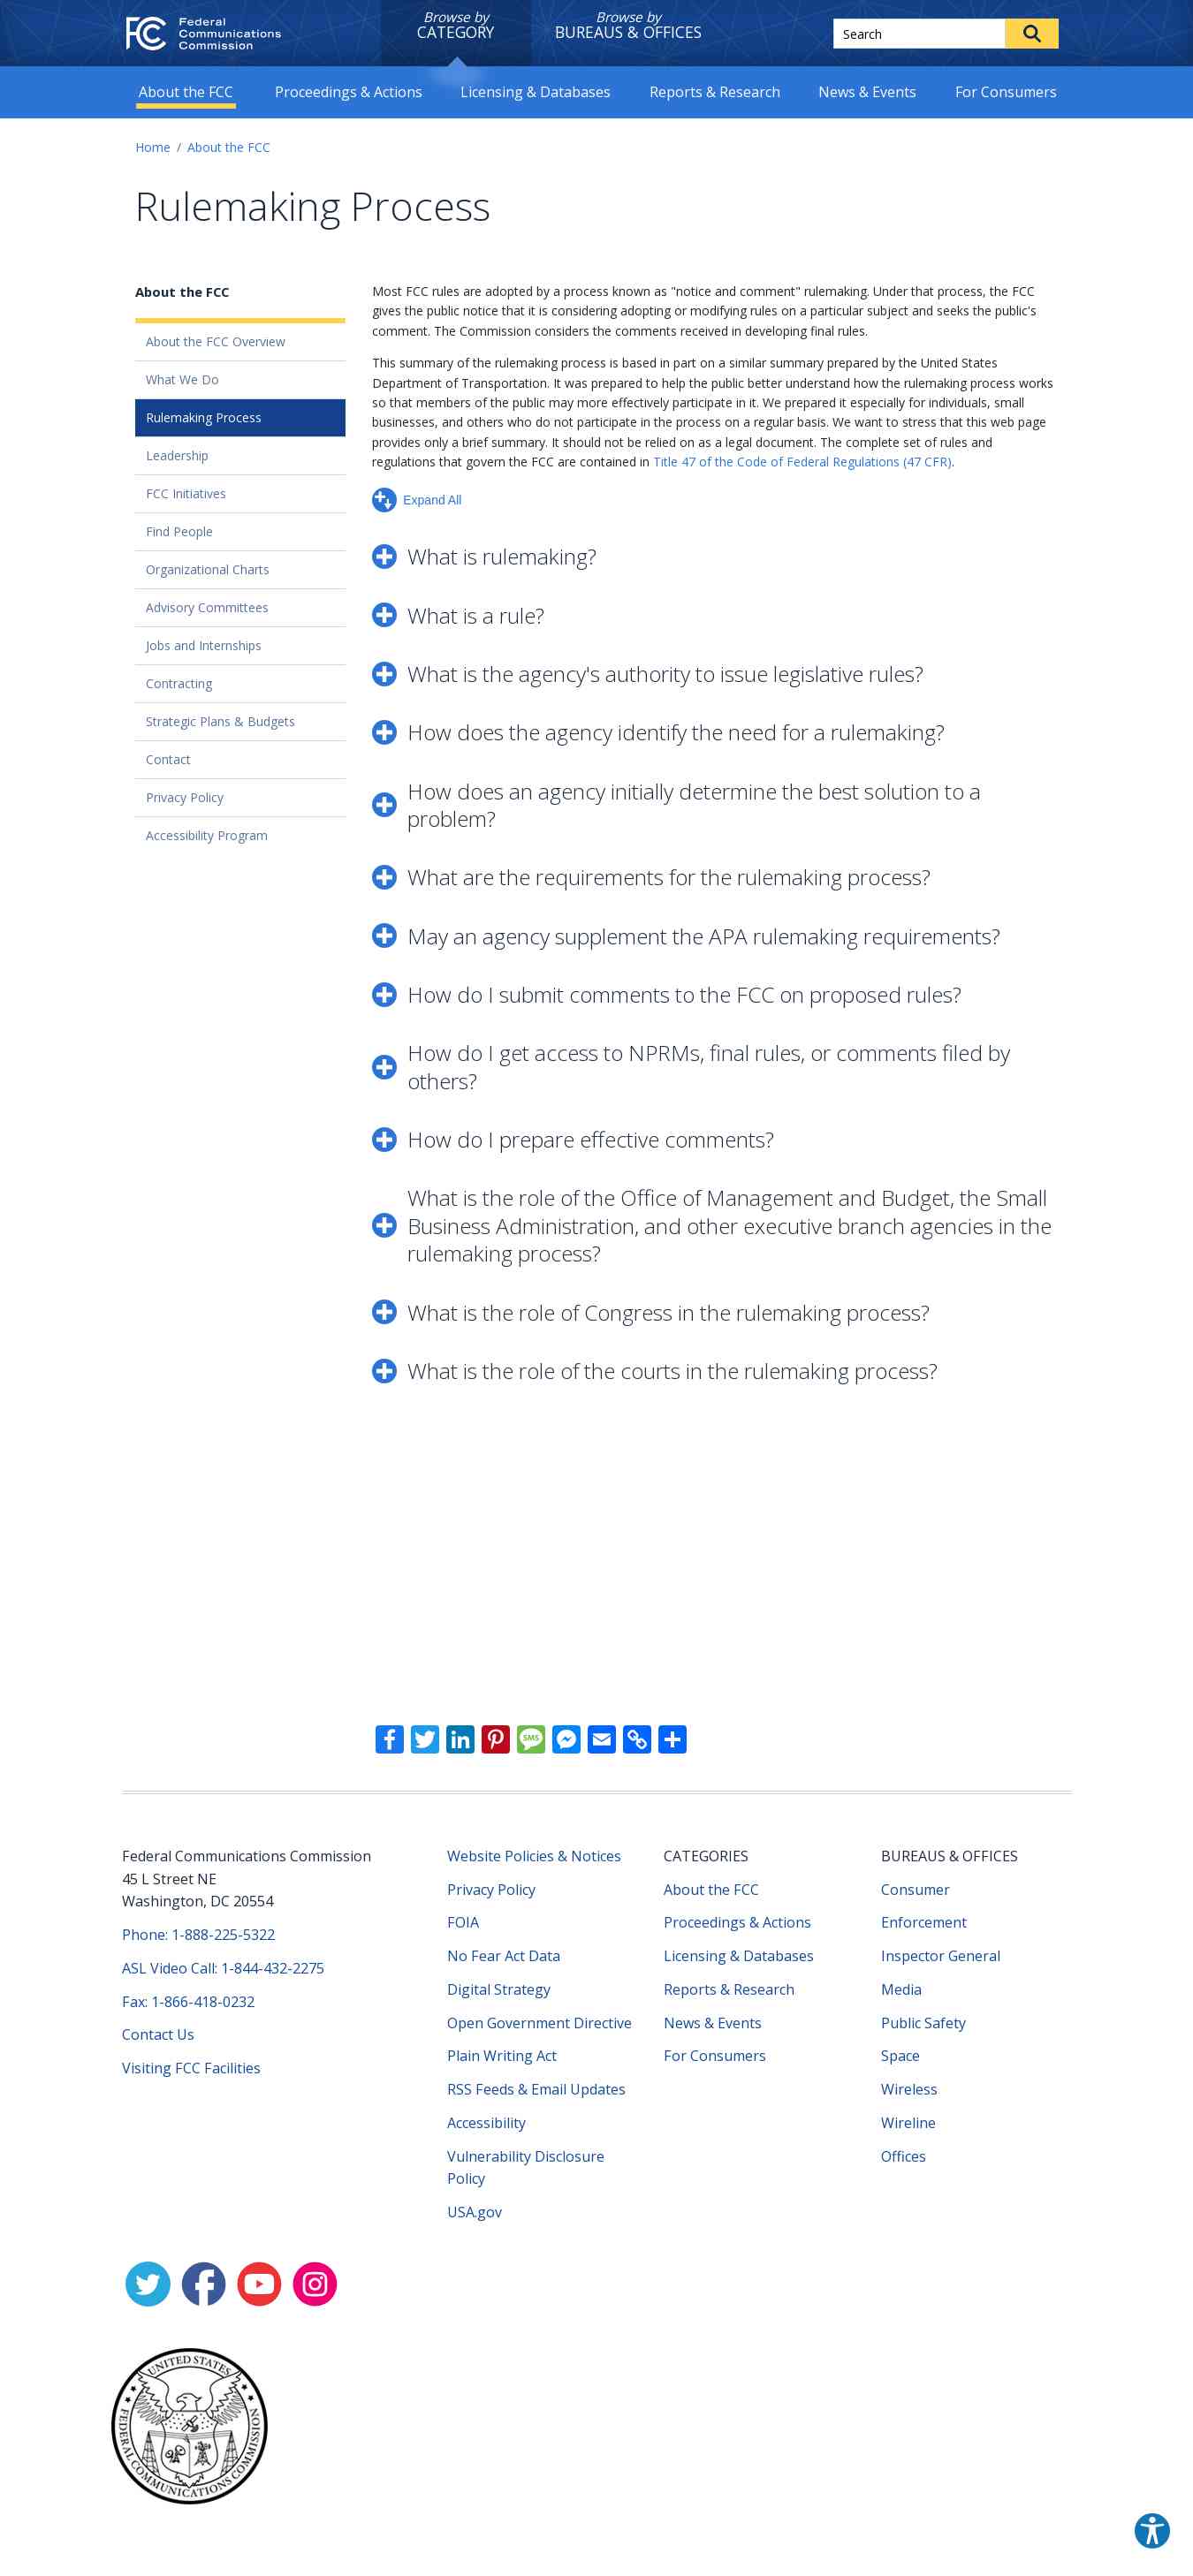 Federal
Communications
Commission
Browse by
CATEGORY
Browse by
BUREAUS & OFFICES
Search
About the FCC
Proceedings & Actions
Licensing & Databases
Reports & Research
News & Events
For Consumers
Home / About the FCC
Rulemaking Process
About the FCC
About the FCC Overview
What We Do
Rulemaking Process
Leadership
FCC Initiatives
Find People
Organizational Charts
Advisory Committees
Jobs and Internships
Contracting
Strategic Plans & Budgets
Contact
Privacy Policy
Accessibility Program
Most FCC rules are adopted by a process known as "notice and comment" rulemaking. Under that process, the FCC
gives the public notice that it is considering adopting or modifying rules on a particular subject and seeks the public's
comment. The Commission considers the comments received in developing final rules.
This summary of the rulemaking process is based in part on a similar summary prepared by the United States
Department of Transportation. It was prepared to help the public better understand how the rulemaking process works
so that members of the public may more effectively participate in it. We prepared it especially for individuals, small
businesses, and others who do not participate in the process on a regular basis. We want to stress that this web page
provides only a brief summary. It should not be relied on as a legal document. The complete set of rules and
regulations that govern the FCC are contained in Title 47 of the Code of Federal Regulations (47 CFR).
Expand All
What is rulemaking?
What is a rule?
What is the agency's authority to issue legislative rules?
How does the agency identify the need for a rulemaking?
How does an agency initially determine the best solution to a
problem?
What are the requirements for the rulemaking process?
May an agency supplement the APA rulemaking requirements?
How do I submit comments to the FCC on proposed rules?
How do I get access to NPRMs, final rules, or comments filed by
others?
How do I prepare effective comments?
What is the role of the Office of Management and Budget, the Small
Business Administration, and other executive branch agencies in the
rulemaking process?
What is the role of Congress in the rulemaking process?
What is the role of the courts in the rulemaking process?
SMS
Federal Communications Commission
45 L Street NE
Washington, DC 20554
Phone: 1-888-225-5322
ASL Video Call: 1-844-432-2275
Fax: 1-866-418-0232
Contact Us
Visiting FCC Facilities
Website Policies & Notices
Privacy Policy
FOIA
No Fear Act Data
Digital Strategy
Open Government Directive
Plain Writing Act
RSS Feeds & Email Updates
Accessibility
Vulnerability Disclosure
Policy
USA.gov
CATEGORIES
About the FCC
Proceedings & Actions
Licensing & Databases
Reports & Research
News & Events
For Consumers
BUREAUS & OFFICES
Consumer
Enforcement
Inspector General
Media
Public Safety
Space
Wireless
Wireline
Offices
UNITED STATES
FEDERAL COMMUNICATIONS COMMISSION